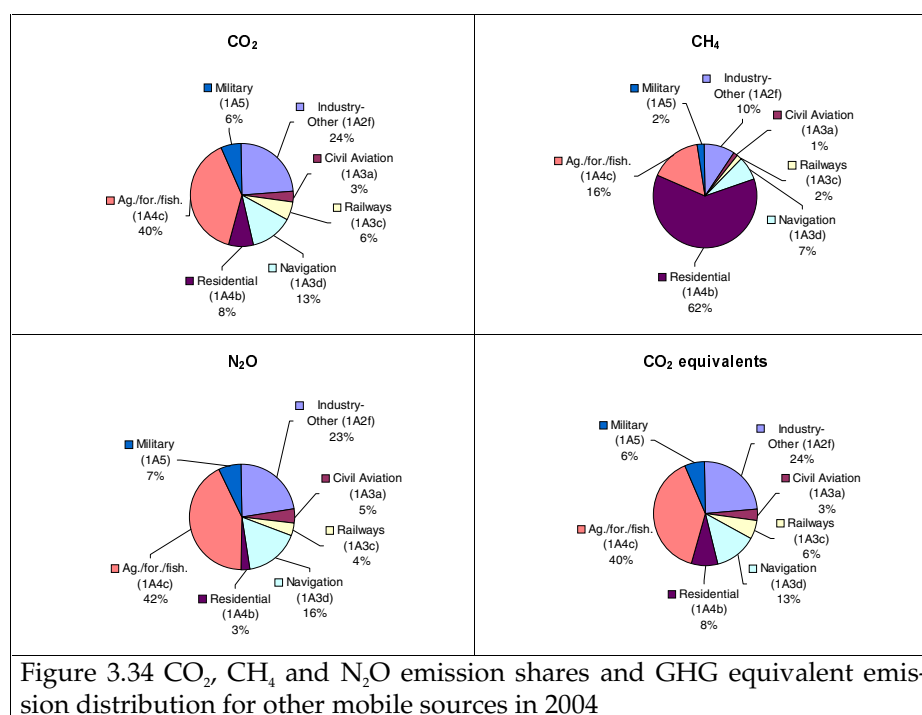 CO₂
Military
(1A5)
6%
Industry-
Other (1A2f)
24%
Civil Aviation
(1A3a)
3%
Railways
(1A3c)
6%
Navigation
(1A3d)
13%
Residential
(1A4b)
8%
Ag./for./fish.
(1A4c)
40%
CH₄
Military
(1A5)
2%
Industry-
Other (1A2f)
10%
Civil Aviation
(1A3a)
1%
Railways
(1A3c)
2%
Navigation
(1A3d)
7%
Residential
(1A4b)
62%
Ag./for./fish.
(1A4c)
16%
N₂O
Military
(1A5)
7%
Industry-
Other (1A2f)
23%
Civil Aviation
(1A3a)
5%
Railways
(1A3c)
4%
Navigation
(1A3d)
16%
Residential
(1A4b)
3%
Ag./for./fish.
(1A4c)
42%
CO₂ equivalents
Military
(1A5)
6%
Industry-
Other (1A2f)
24%
Civil Aviation
(1A3a)
3%
Railways
(1A3c)
6%
Navigation
(1A3d)
13%
Residential
(1A4b)
8%
Ag./for./fish.
(1A4c)
40%
Figure 3.34 CO₂, CH₄ and N₂O emission shares and GHG equivalent emis-
sion distribution for other mobile sources in 2004